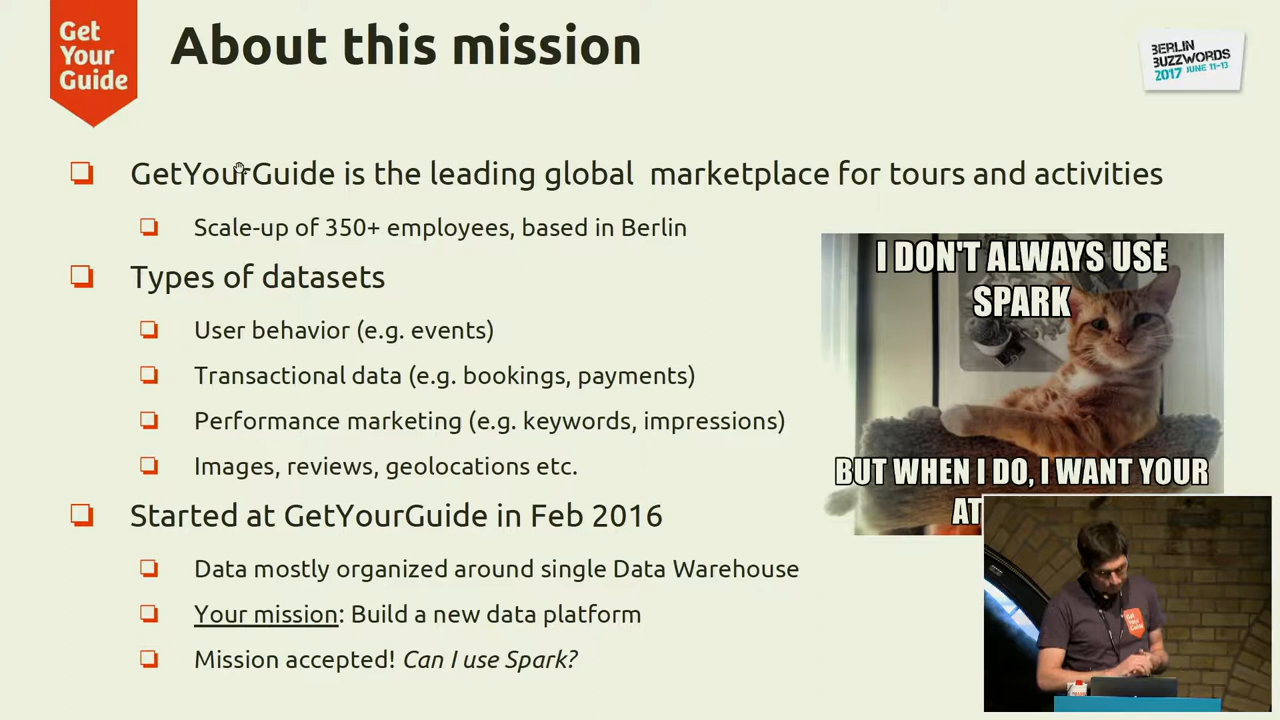 Get
Your
Guide
About this mission
BERLIN
BUZZWORDS
2017 JUNE 11-13
GetYourGuide is the leading global marketplace for tours and activities
Scale-up of 350+ employees, based in Berlin
Types of datasets
User behavior (e.g. events)
Transactional data (e.g. bookings, payments)
Performance marketing (e.g. keywords, impressions)
Images, reviews, geolocations etc.
I DON'T ALWAYS USE
SPARK
BUT WHEN I DO, I WANT YOUR
Started at GetYourGuide in Feb 2016
Data mostly organized around single Data Warehouse
Your mission: Build a new data platform
Mission accepted! Can I use Spark?
Get
Your
Guide